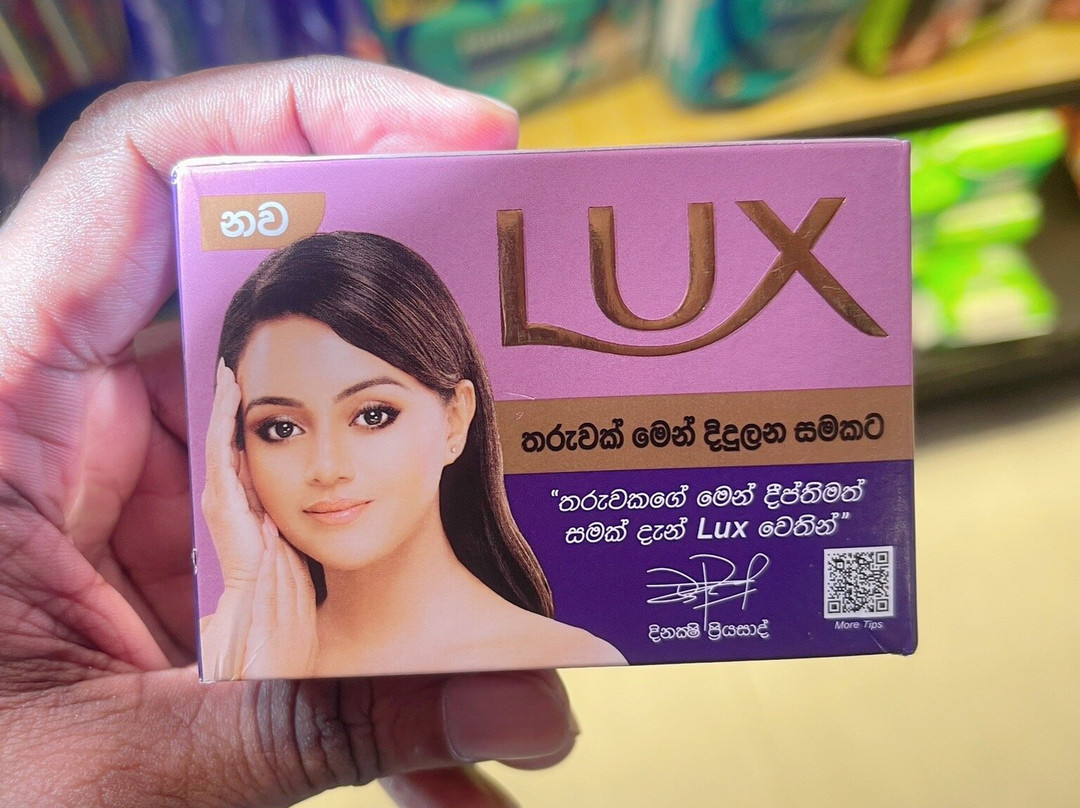 නව
LUX
තරුවක් මෙන් දිදුලන සමකට
“තරුවකගේ මෙන් දීප්තිමත්
සමක් දැන් Lux වෙතින්”
දිනක්‍ෂි ප්‍රියසාද්
More Tips